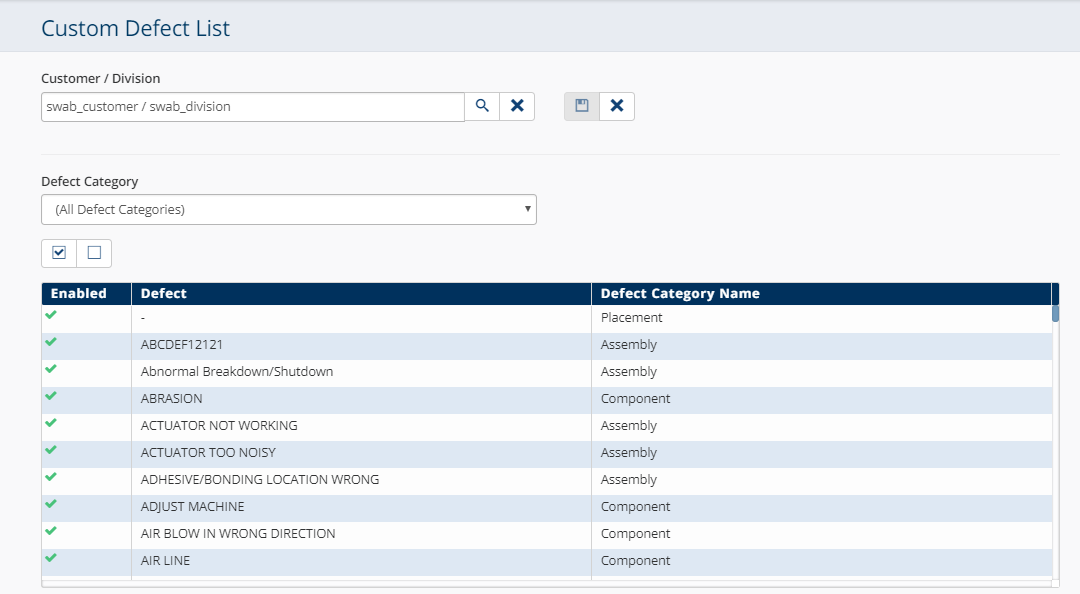 Custom Defect List
Customer / Division
swab_customer / swab_division
Defect Category
(All Defect Categories)
Enabled Defect Defect Category Name
- Placement
ABCDEF12121 Assembly
Abnormal Breakdown/Shutdown Assembly
ABRASION Component
ACTUATOR NOT WORKING Assembly
ACTUATOR TOO NOISY Assembly
ADHESIVE/BONDING LOCATION WRONG Assembly
ADJUST MACHINE Component
AIR BLOW IN WRONG DIRECTION Component
AIR LINE Component